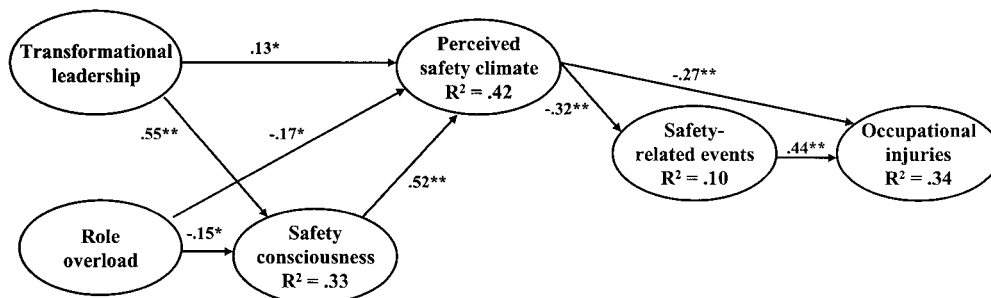 Transformational
leadership
.13*
Perceived
safety climate
R² = .42
-.27**
-.32**
.55**
-.17*
Safety-
related events
R² = .10
.44**
Occupational
injuries
R² = .34
.52**
Role
overload
-.15*
Safety
consciousness
R² = .33